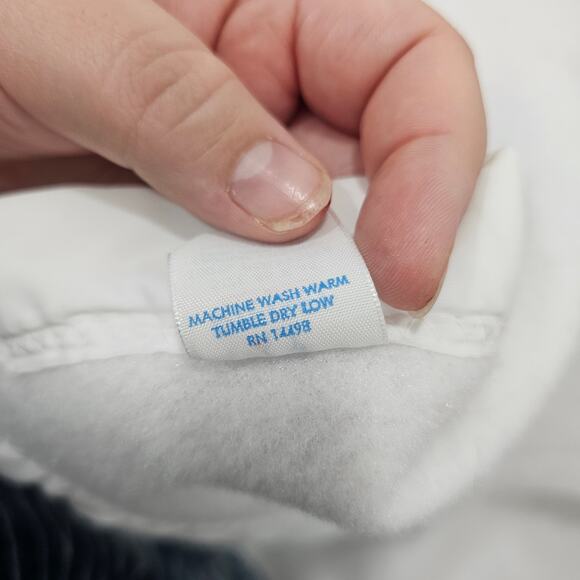 MACHINE WASH WARM
TUMBLE DRY LOW
RN 14498